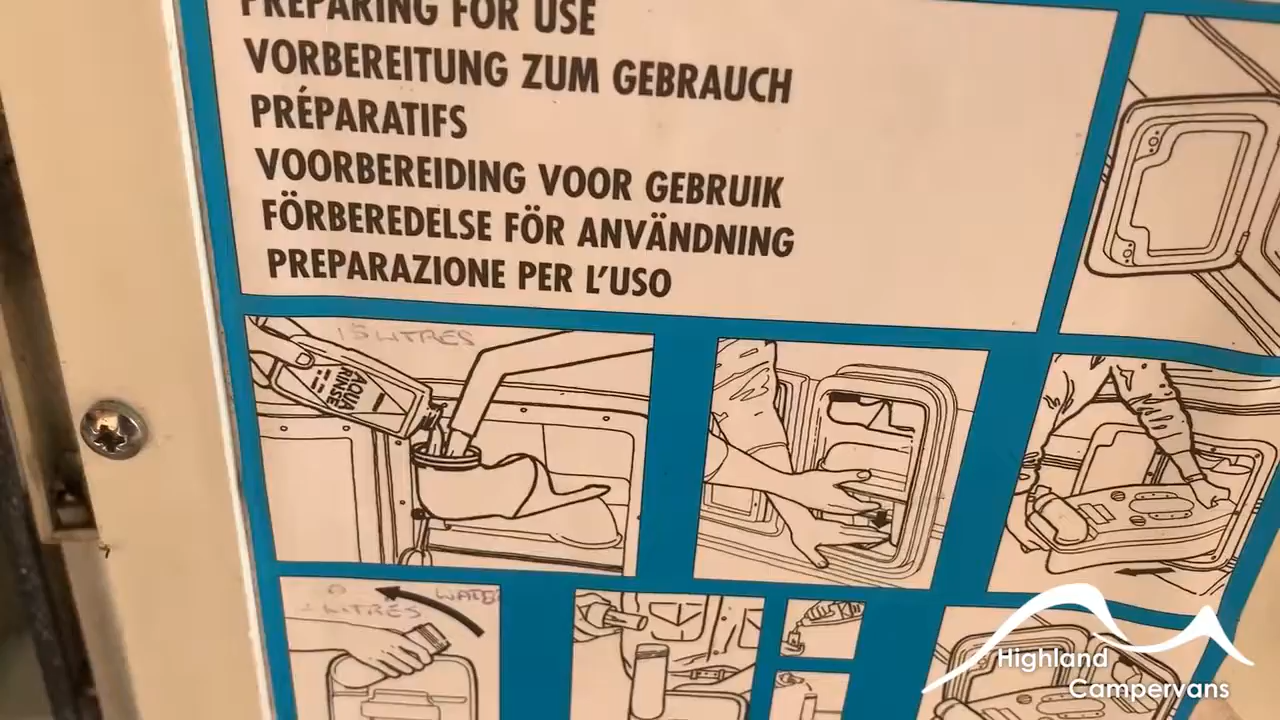 PREPARING FOR USE
VORBEREITUNG ZUM GEBRAUCH
PRÉPARATIFS
VOORBEREIDING VOOR GEBRUIK
FÖRBEREDELSE FÖR ANVÄNDNING
PREPARAZIONE PER L'USO
15 LITRES
AQUA
RINSE
WATER
LITRES
Highland
Campervans